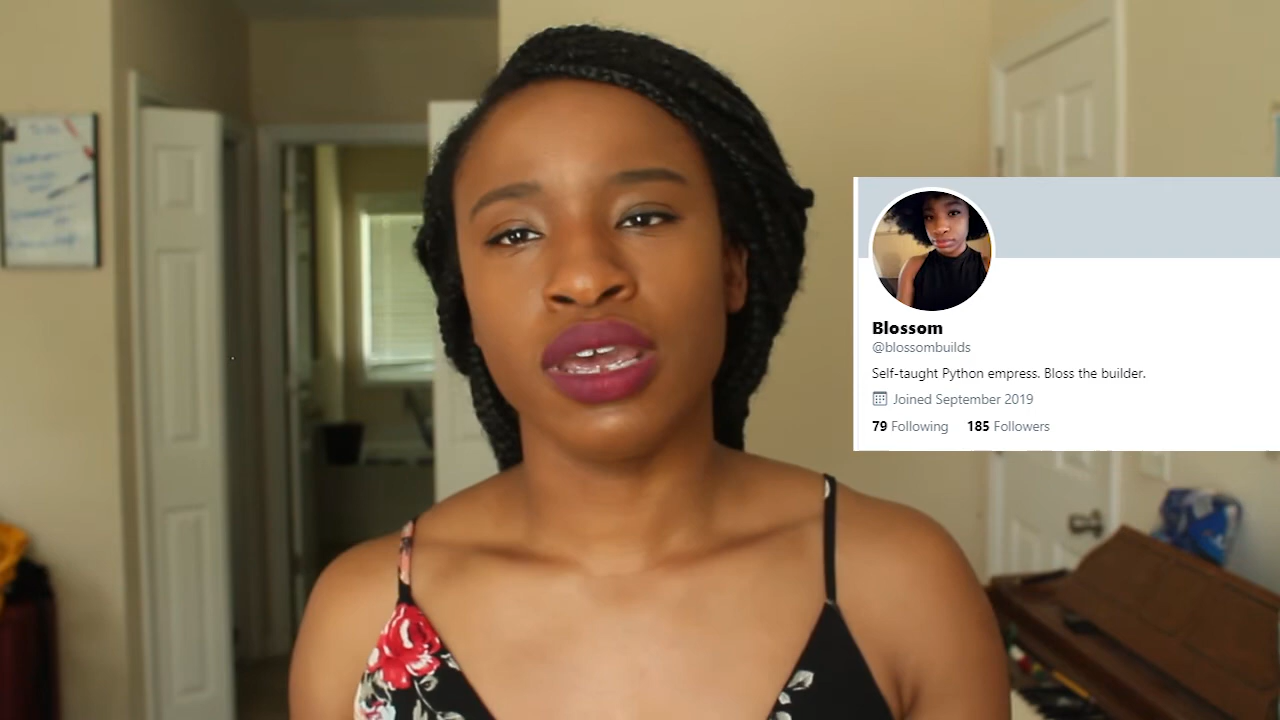 Blossom
@blossombuilds
Self-taught Python empress. Bloss the builder.
Joined September 2019
79 Following 185 Followers